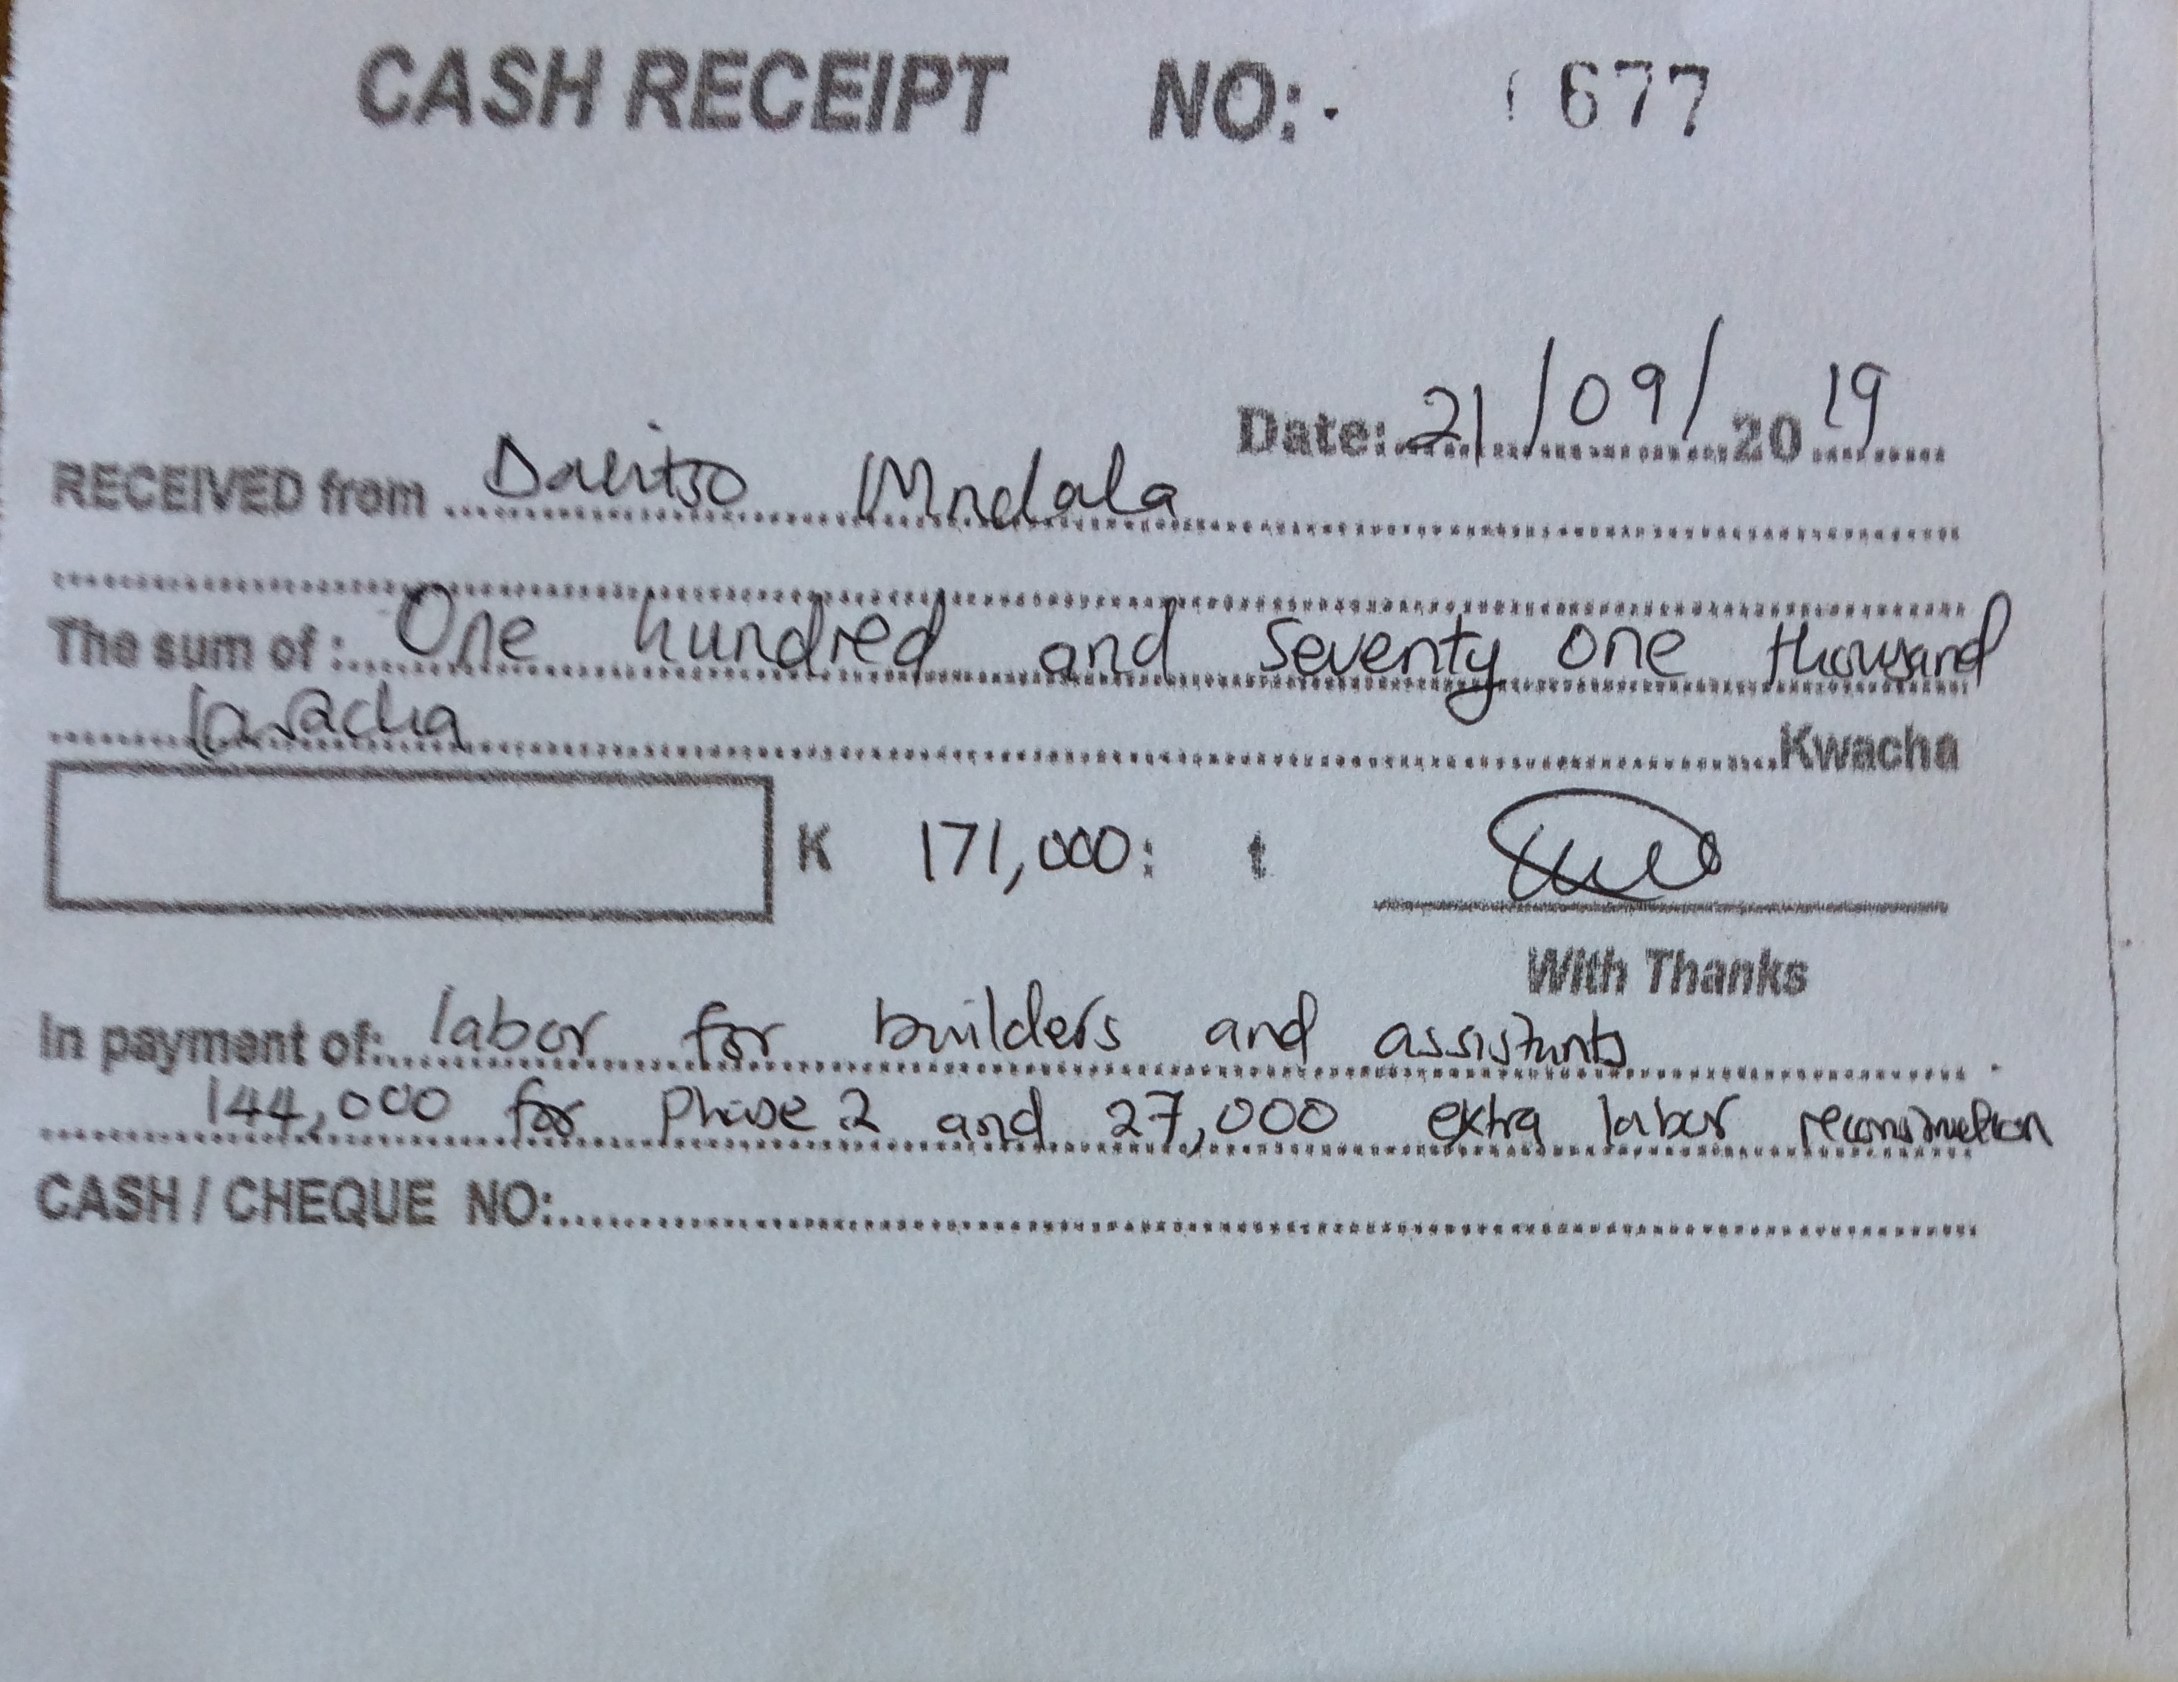 CASH RECEIPT NO:- 677
Date: 21/09/2019
RECEIVED from Dalitso Mndala
The sum of: One hundred and seventy one thousand
kwacha Kwacha
K 171,000: t
With Thanks
In payment of: labor for builders and assistants
144,000 for Phase 2 and 27,000 extra labor reconstruction
CASH / CHEQUE NO: